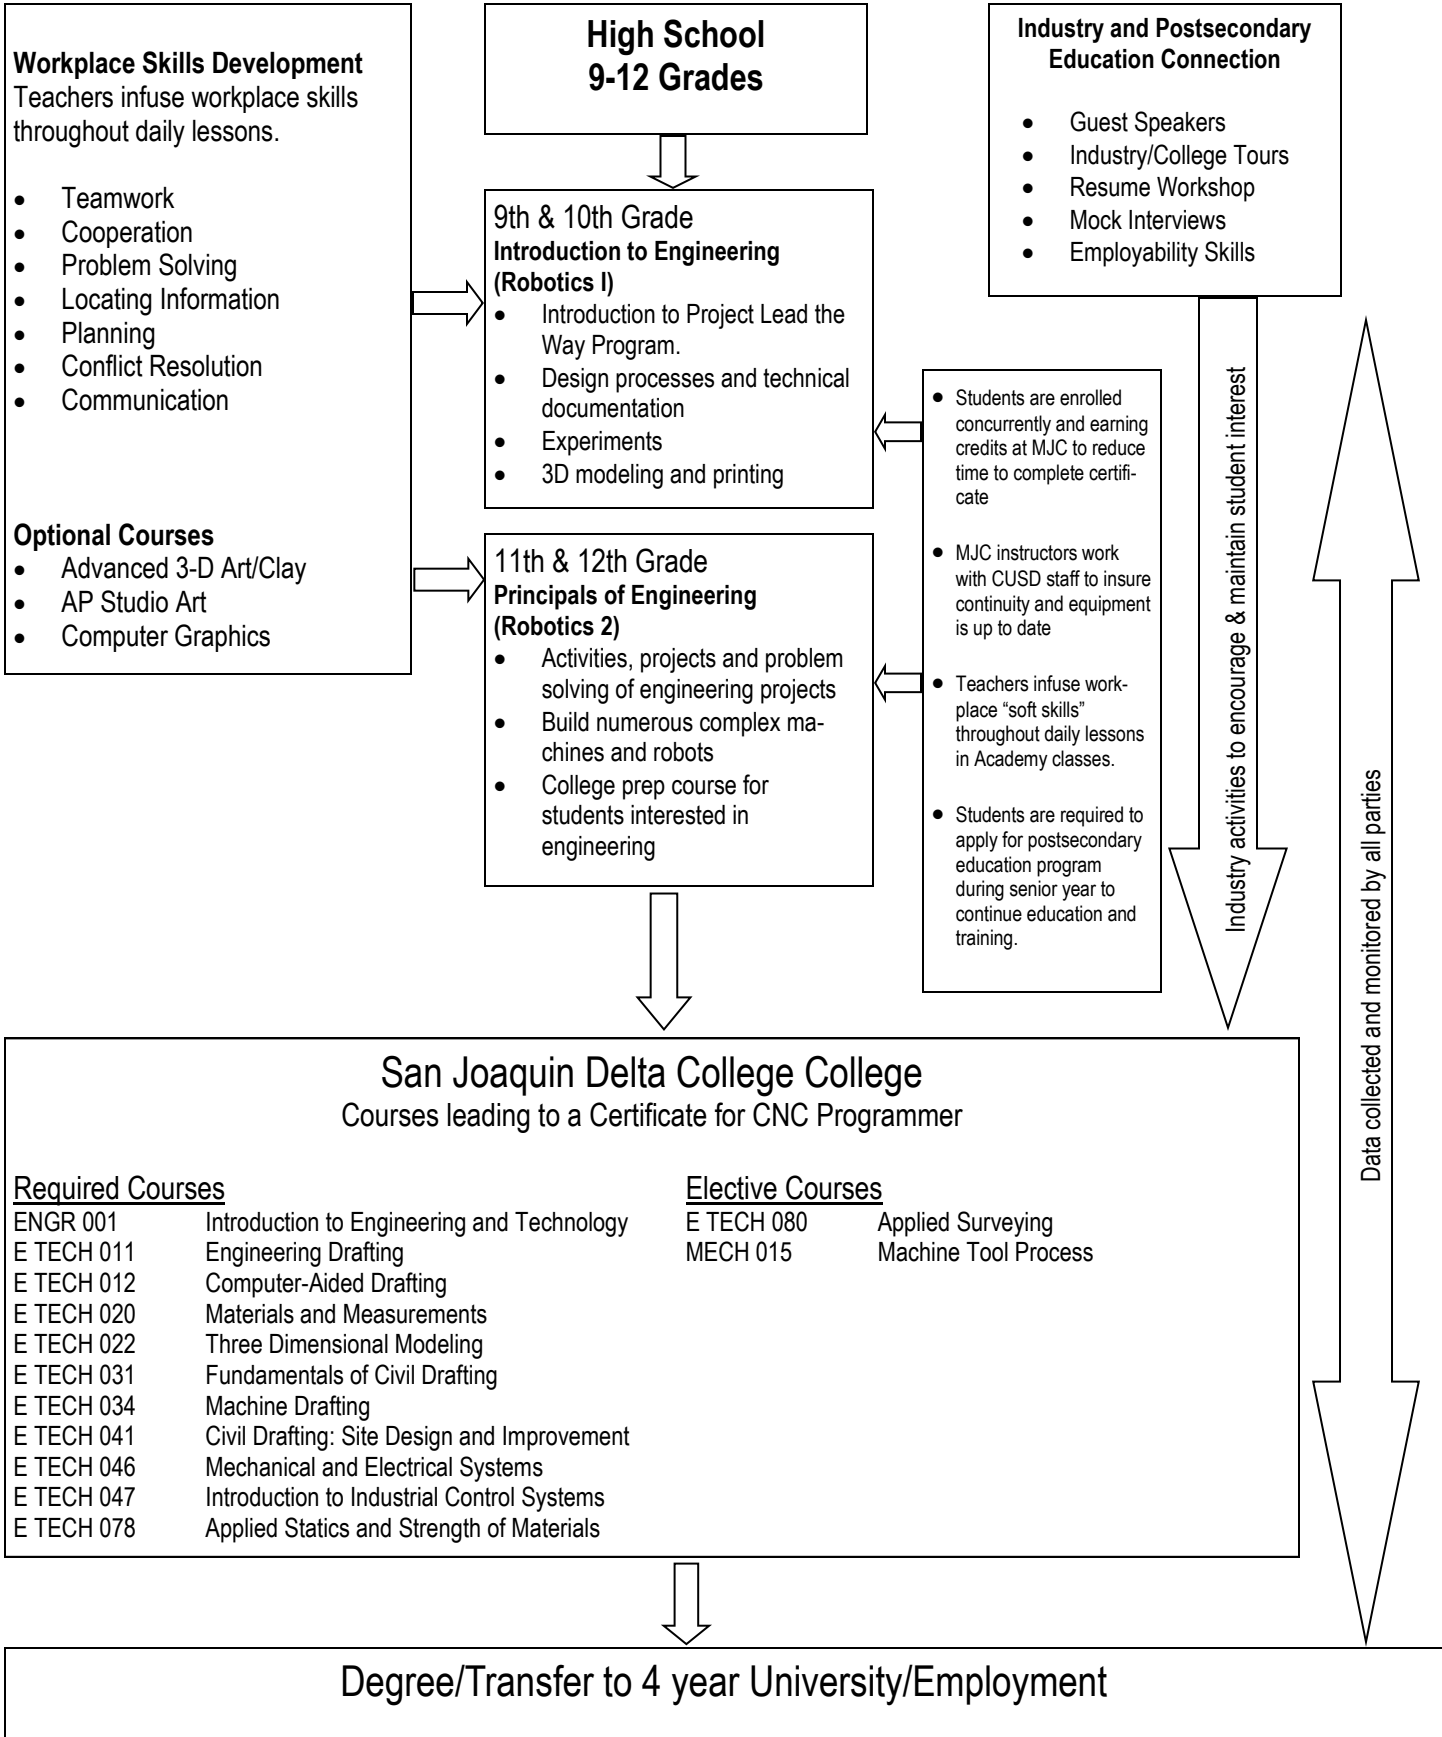 Workplace Skills Development
Teachers infuse workplace skills
throughout daily lessons.
• Teamwork
• Cooperation
• Problem Solving
• Locating Information
• Planning
• Conflict Resolution
• Communication
Optional Courses
• Advanced 3-D Art/Clay
• AP Studio Art
• Computer Graphics
High School
9-12 Grades
9th & 10th Grade
Introduction to Engineering
(Robotics I)
• Introduction to Project Lead the
Way Program.
• Design processes and technical
documentation
• Experiments
• 3D modeling and printing
11th & 12th Grade
Principals of Engineering
(Robotics 2)
• Activities, projects and problem
solving of engineering projects
• Build numerous complex ma-
chines and robots
• College prep course for
students interested in
engineering
Industry and Postsecondary
Education Connection
• Guest Speakers
• Industry/College Tours
• Resume Workshop
• Mock Interviews
• Employability Skills
• Students are enrolled
concurrently and earning
credits at MJC to reduce
time to complete certifi-
cate
• MJC instructors work
with CUSD staff to insure
continuity and equipment
is up to date
• Teachers infuse work-
place “soft skills”
throughout daily lessons
in Academy classes.
• Students are required to
apply for postsecondary
education program
during senior year to
continue education and
training.
Industry activities to encourage & maintain student interest
Data collected and monitored by all parties
San Joaquin Delta College College
Courses leading to a Certificate for CNC Programmer
Required Courses
ENGR 001 Introduction to Engineering and Technology
E TECH 011 Engineering Drafting
E TECH 012 Computer-Aided Drafting
E TECH 020 Materials and Measurements
E TECH 022 Three Dimensional Modeling
E TECH 031 Fundamentals of Civil Drafting
E TECH 034 Machine Drafting
E TECH 041 Civil Drafting: Site Design and Improvement
E TECH 046 Mechanical and Electrical Systems
E TECH 047 Introduction to Industrial Control Systems
E TECH 078 Applied Statics and Strength of Materials
Elective Courses
E TECH 080 Applied Surveying
MECH 015 Machine Tool Process
Degree/Transfer to 4 year University/Employment